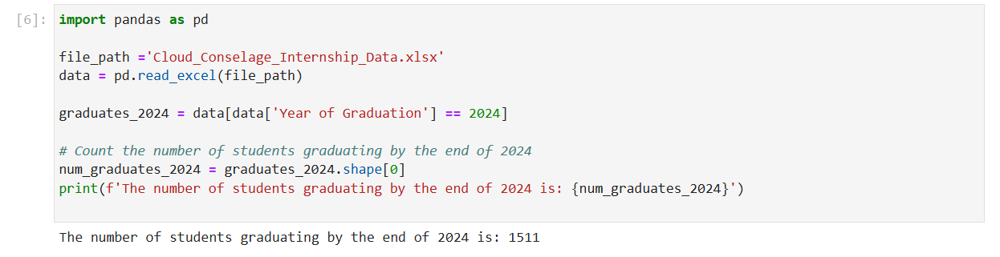 [6]: import pandas as pd
file_path ='Cloud_Conselage_Internship_Data.xlsx'
data = pd.read_excel(file_path)
graduates_2024 = data[data['Year of Graduation'] == 2024]
# Count the number of students graduating by the end of 2024
num_graduates_2024 = graduates_2024.shape[0]
print(f'The number of students graduating by the end of 2024 is: {num_graduates_2024}')
The number of students graduating by the end of 2024 is: 1511